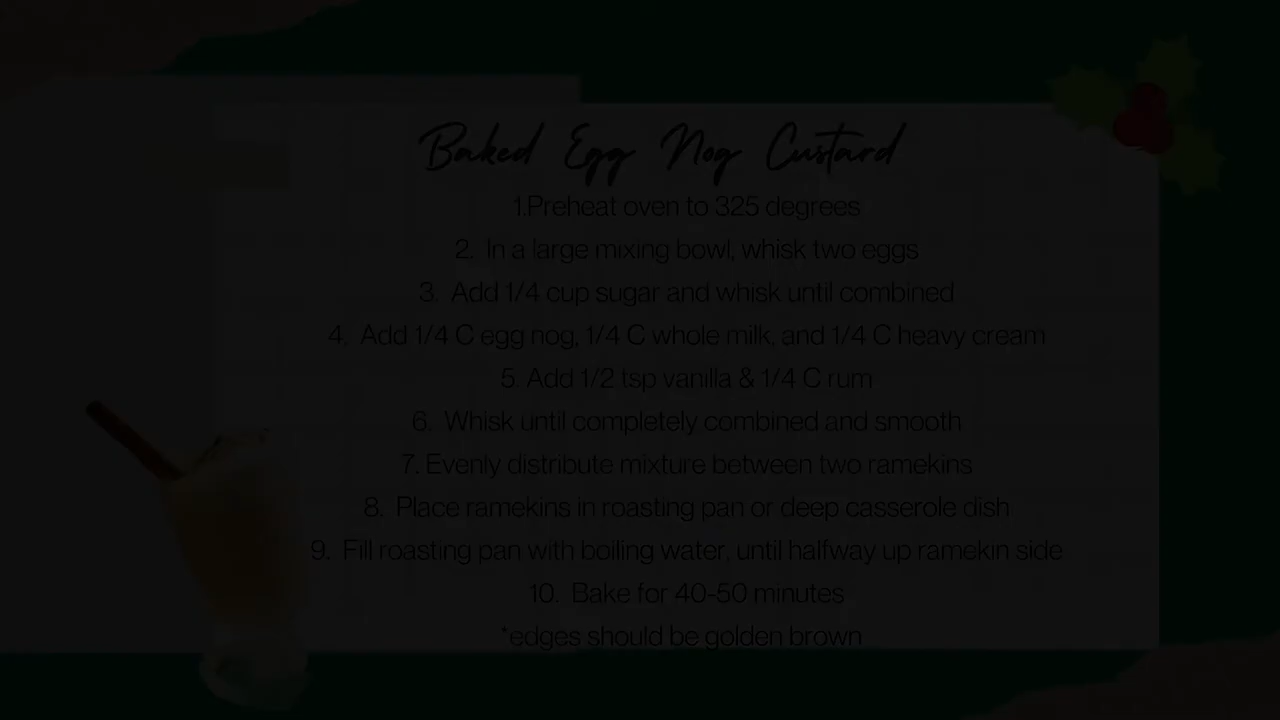 Baked Egg Nog Custard
1.Preheat oven to 325 degrees
2. In a large mixing bowl, whisk two eggs
3. Add 1/4 cup sugar and whisk until combined
4. Add 1/4 C egg nog, 1/4 C whole milk, and 1/4 C heavy cream
5. Add 1/2 tsp vanilla & 1/4 C rum
6. Whisk until completely combined and smooth
7. Evenly distribute mixture between two ramekins
8. Place ramekins in roasting pan or deep casserole dish
9. Fill roasting pan with boiling water, until halfway up ramekin side
10. Bake for 40-50 minutes
*edges should be golden brown